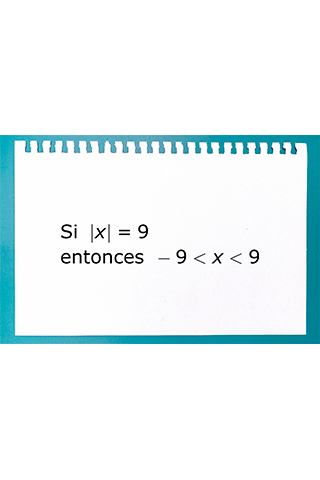 Si |x| = 9
entonces − 9 < x < 9